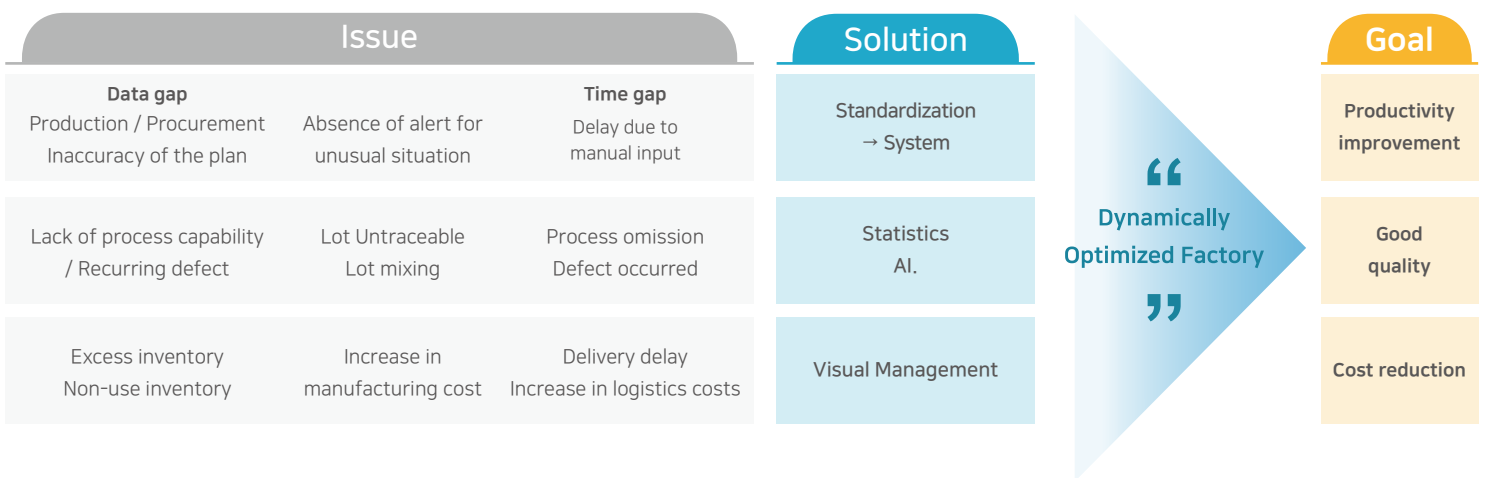 Issue
Solution
Goal
Data gap
Production / Procurement
Inaccuracy of the plan
Absence of alert for
unusual situation
Time gap
Delay due to
manual input
Standardization
→ System
Productivity
improvement
Lack of process capability
/ Recurring defect
Lot Untraceable
Lot mixing
Process omission
Defect occurred
Statistics
AI.
“
Dynamically
Optimized Factory
”
Good
quality
Excess inventory
Non-use inventory
Increase in
manufacturing cost
Delivery delay
Increase in logistics costs
Visual Management
Cost reduction